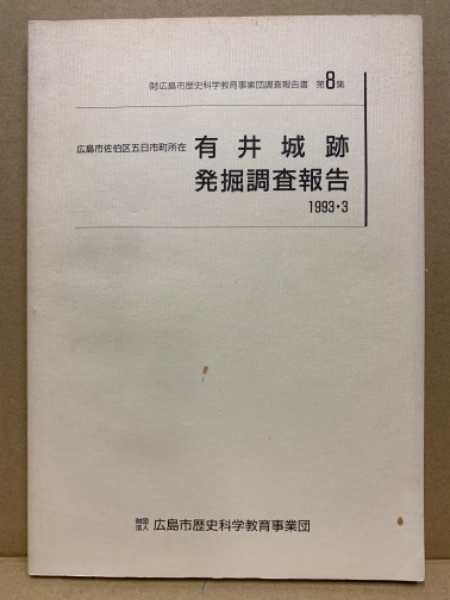 ㈶広島市歴史科学教育事業団調査報告書 第8集
広島市佐伯区五日市町所在 有井城跡
発掘調査報告
1993・3
財団法人 広島市歴史科学教育事業団